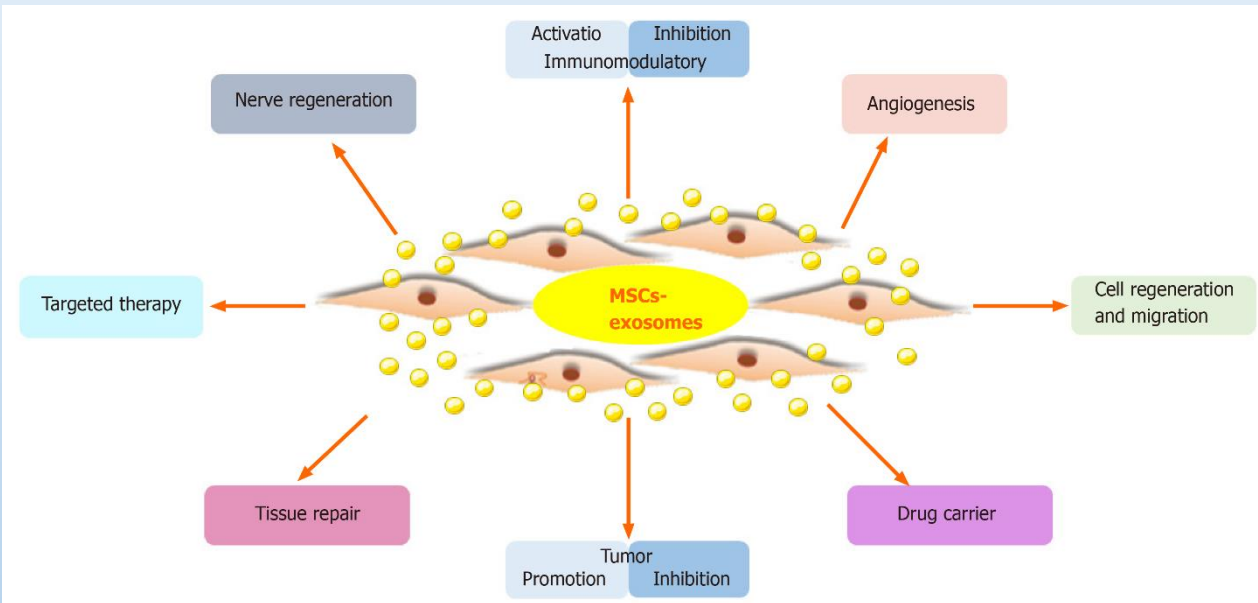 Activatio Inhibition
Immunomodulatory
Nerve regeneration
Angiogenesis
Targeted therapy
MSCs-
exosomes
Cell regeneration
and migration
Tissue repair
Drug carrier
Tumor
Promotion Inhibition